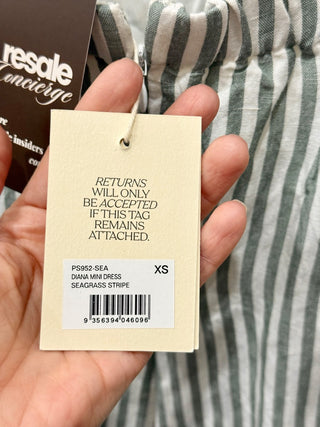 resale
concierge
insiders
RETURNS
WILL ONLY
BE ACCEPTED
IF THIS TAG
REMAINS
ATTACHED.
PS952-SEA XS
DIANA MINI DRESS
SEAGRASS STRIPE
9 356394 046096